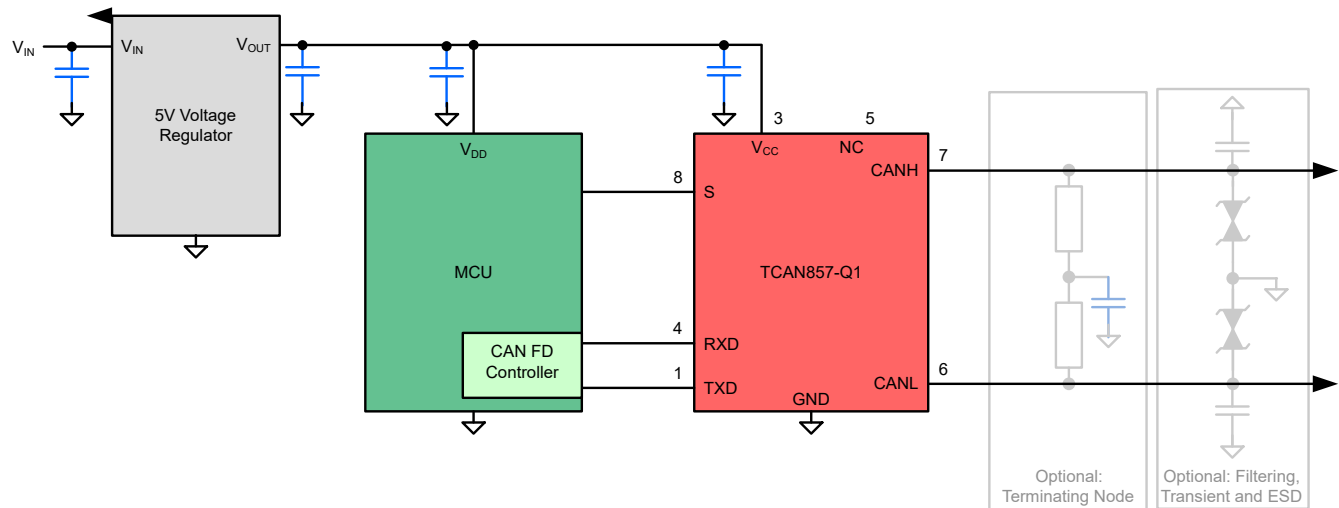 VIN
VIN
VOUT
5V Voltage
Regulator
VDD
MCU
CAN FD
Controller
8
4
1
3
5
VCC
NC
CANH
7
S
TCAN857-Q1
RXD
TXD
CANL
6
GND
Optional:
Terminating Node
Optional: Filtering,
Transient and ESD